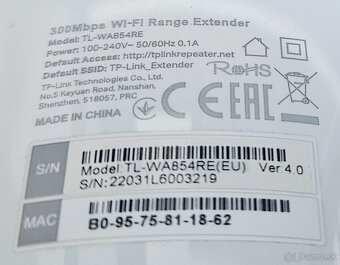 300Mbps Wi-Fi Range Extender
Model: TL-WA854RE
Power: 100-240V~ 50/60Hz 0.1A
Default Access: http://tplinkrepeater.net
Default SSID: TP-Link_Extender
TP-Link Technologies Co., Ltd.
No.5 Keyuan Road, Nanshan,
Shenzhen, 518057, PRC
RoHS
MADE IN CHINA
CE EAC
S/N
Model: TL-WA854RE(EU) Ver:4.0
S/N: 22031L6003219
MAC
B0-95-75-81-18-62
bazos.sk